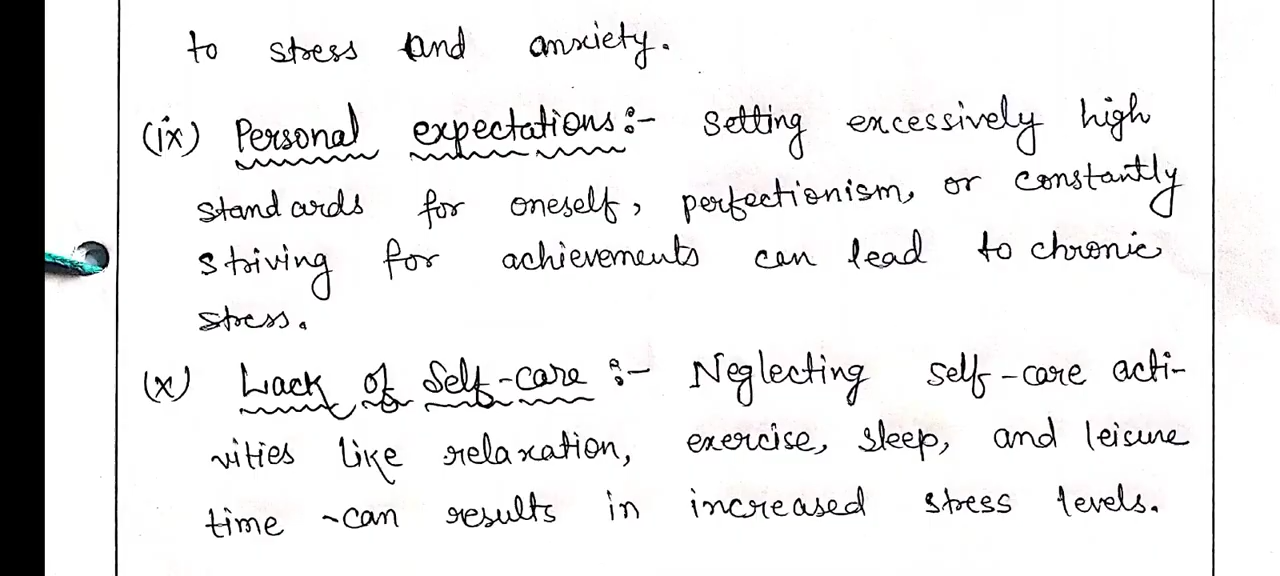 to stress and anxiety.
(ix) Personal expectations :- Setting excessively high
standards for oneself, perfectionism, or constantly
striving for achievements can lead to chronic
stress.
(x) Lack of Self-care :- Neglecting self-care acti-
vities like relaxation, exercise, sleep, and leisure
time can results in increased stress levels.